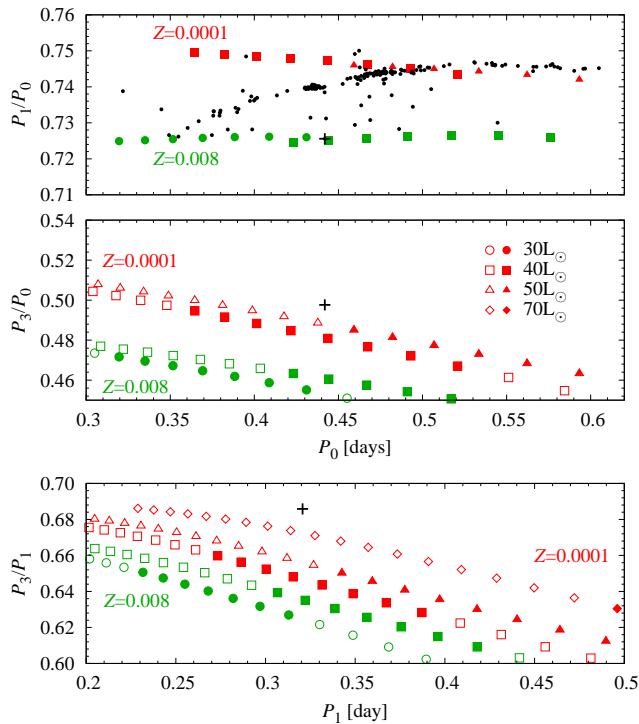 0.76
0.75
0.74
0.73
0.72
0.71
P₁/P₀
Z=0.0001
Z=0.008
0.54
0.52
0.50
0.48
0.46
P₃/P₀
Z=0.0001
Z=0.008
30L☉
40L☉
50L☉
70L☉
0.3 0.35 0.4 0.45 0.5 0.55 0.6
P₀ [days]
0.70
0.68
0.66
0.64
0.62
0.60
P₃/P₁
Z=0.0001
Z=0.008
0.2 0.25 0.3 0.35 0.4 0.45 0.5
P₁ [day]